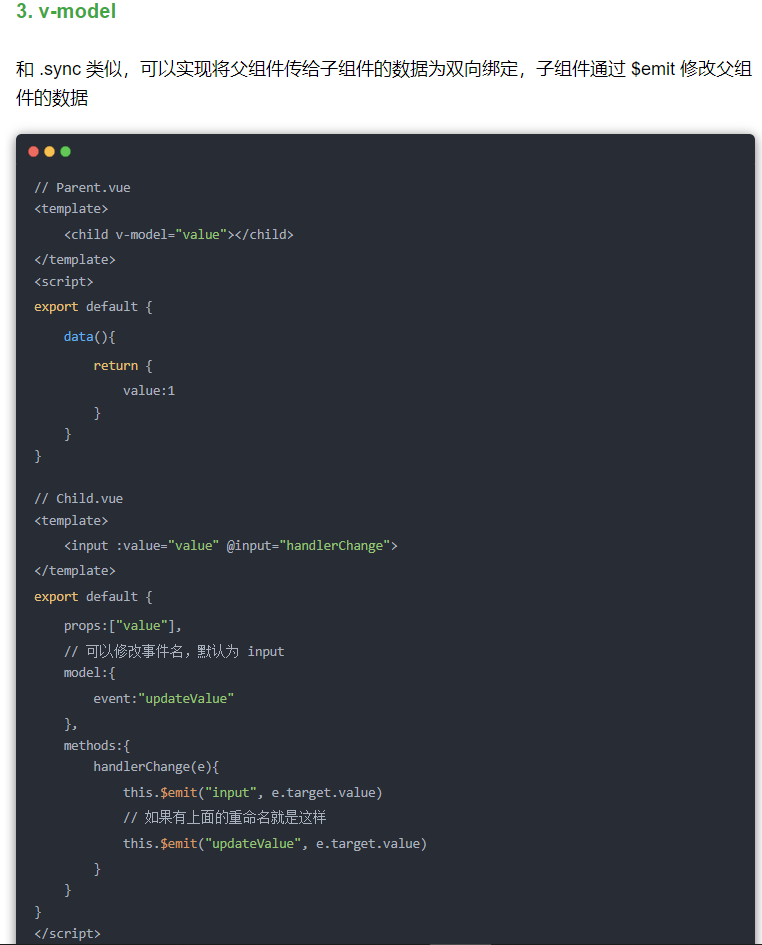 3. v-model
和 .sync 类似，可以实现将父组件传给子组件的数据为双向绑定，子组件通过 $emit 修改父组
件的数据
// Parent.vue
<template>
    <child v-model="value"></child>
</template>
<script>
export default {
    data(){
        return {
            value:1
        }
    }
}
// Child.vue
<template>
    <input :value="value" @input="handlerChange">
</template>
export default {
    props:["value"],
    // 可以修改事件名，默认为 input
    model:{
        event:"updateValue"
    },
    methods:{
        handlerChange(e){
            this.$emit("input", e.target.value)
            // 如果有上面的重命名就是这样
            this.$emit("updateValue", e.target.value)
        }
    }
}
</script>